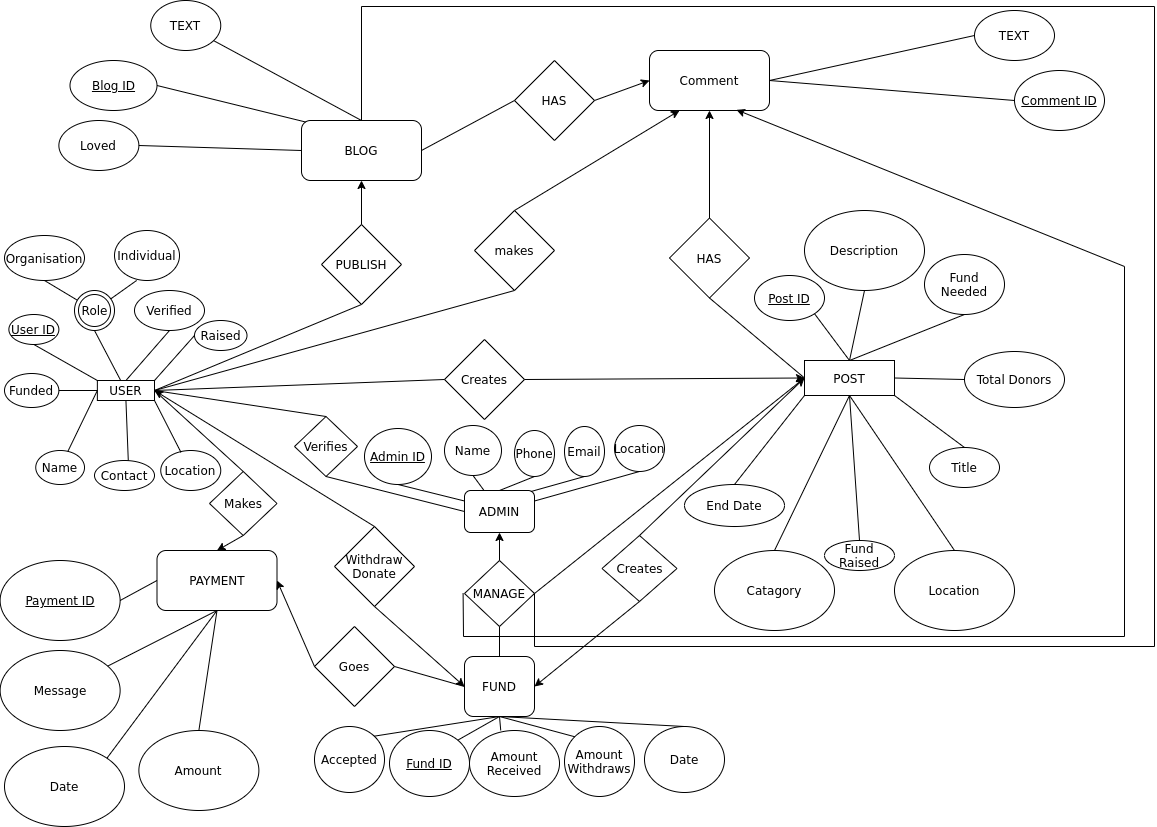 TEXT
TEXT
Blog ID
Comment
HAS
Comment ID
Loved
BLOG
Organisation
Individual
PUBLISH
makes
HAS
Description
Fund
Needed
Post ID
Role
Verified
User ID
Raised
Funded
USER
Creates
POST
Total Donors
Name
Contact
Location
Verifies
Admin ID
Name
Phone
Email
Location
Title
Makes
ADMIN
End Date
Withdraw
Donate
Creates
Fund
Raised
PAYMENT
MANAGE
Catagory
Location
Payment ID
Goes
FUND
Message
Accepted
Fund ID
Amount
Received
Amount
Withdraws
Date
Date
Amount